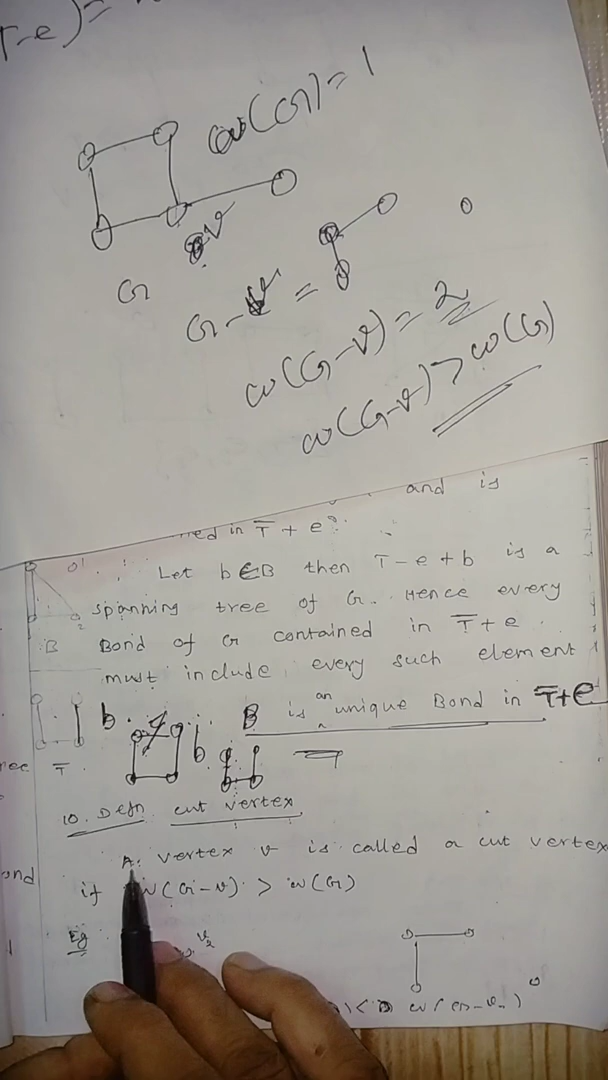 T-e) =
ω(G) = 1
v
G
G-v =
ω(G-v) = 2
ω(G-v) > ω(G)
and is
ned in T̅ + e.
Let b∈B then T-e+b is a
spanning tree of G. Hence every
Bond of G contained in T̅+e
must include every such element
b. B is an unique Bond in T̅+e
b
T̅
10. Defn cut vertex
A vertex v is called a cut vertex
if ω(G-v) > ω(G)
Eg